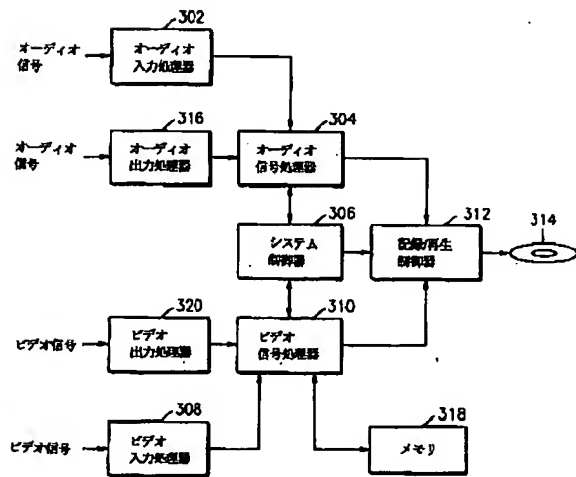 302
オーディオ
信号
オーディオ
入力処理器
316
304
オーディオ
信号
オーディオ
出力処理器
オーディオ
信号処理器
306
312
314
システム
制御器
記録/再生
制御器
320
310
ビデオ信号
ビデオ
出力処理器
ビデオ
信号処理器
308
318
ビデオ信号
ビデオ
入力処理器
メモリ